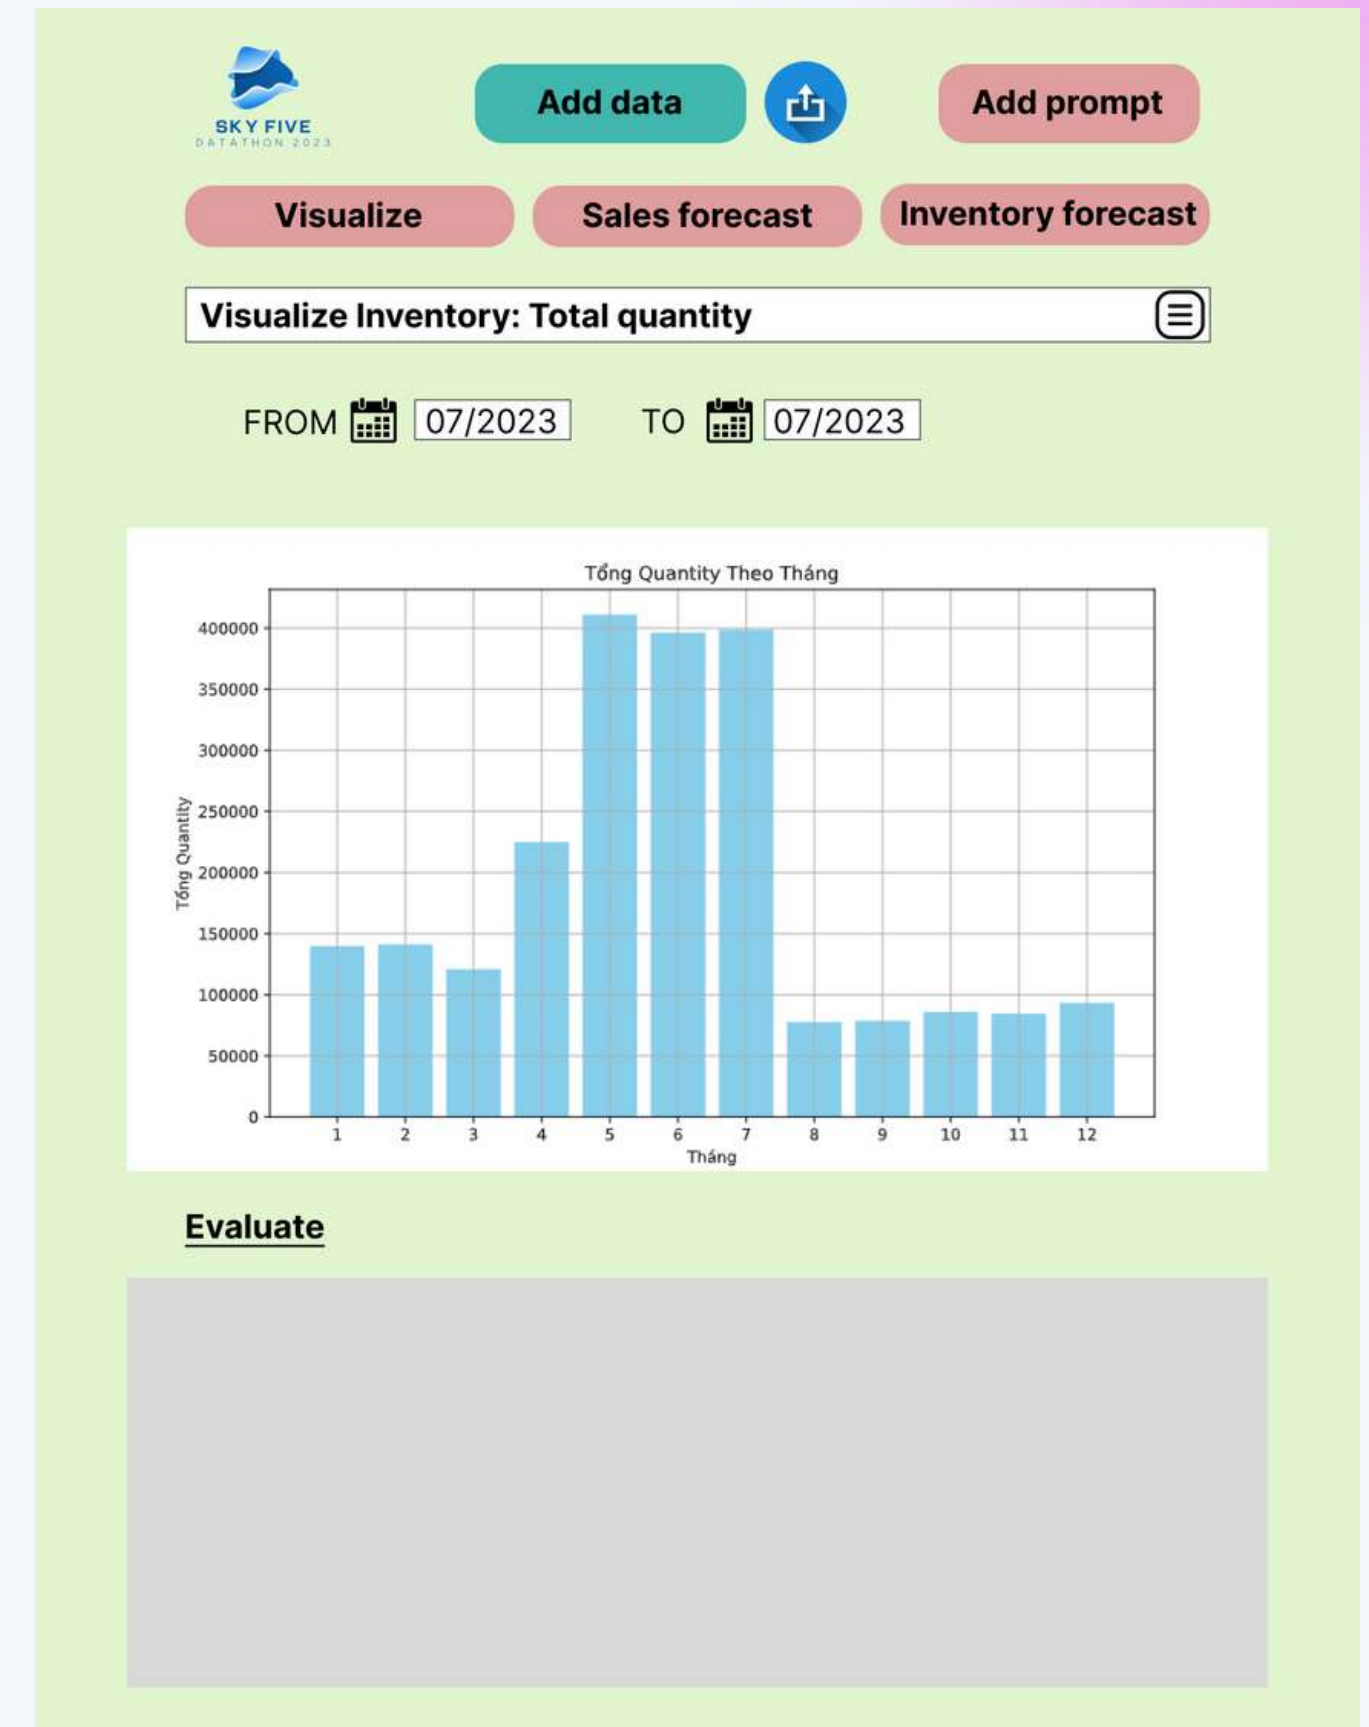 SKY FIVE
DATATHON 2023
Add data
Add prompt
Visualize
Sales forecast
Inventory forecast
Visualize Inventory: Total quantity
FROM 07/2023 TO 07/2023
Tổng Quantity Theo Tháng
Tổng Quantity
400000
350000
300000
250000
200000
150000
100000
50000
0
1 2 3 4 5 6 7 8 9 10 11 12
Tháng
Evaluate